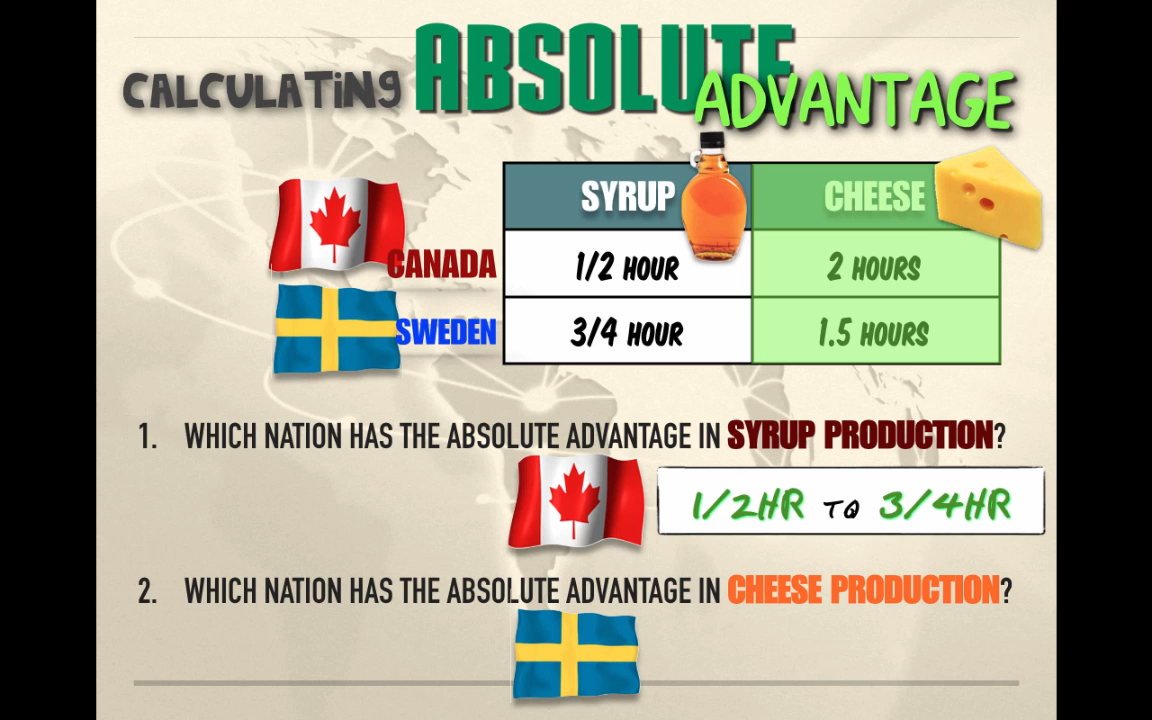 CALCULATiNg ABSOLUTE ADVANTAGE
SYRUP CHEESE
CANADA 1/2 HOUR 2 HOURS
SWEDEN 3/4 HOUR 1.5 HOURS
1. WHICH NATION HAS THE ABSOLUTE ADVANTAGE IN SYRUP PRODUCTION?
1/2HR TO 3/4HR
2. WHICH NATION HAS THE ABSOLUTE ADVANTAGE IN CHEESE PRODUCTION?